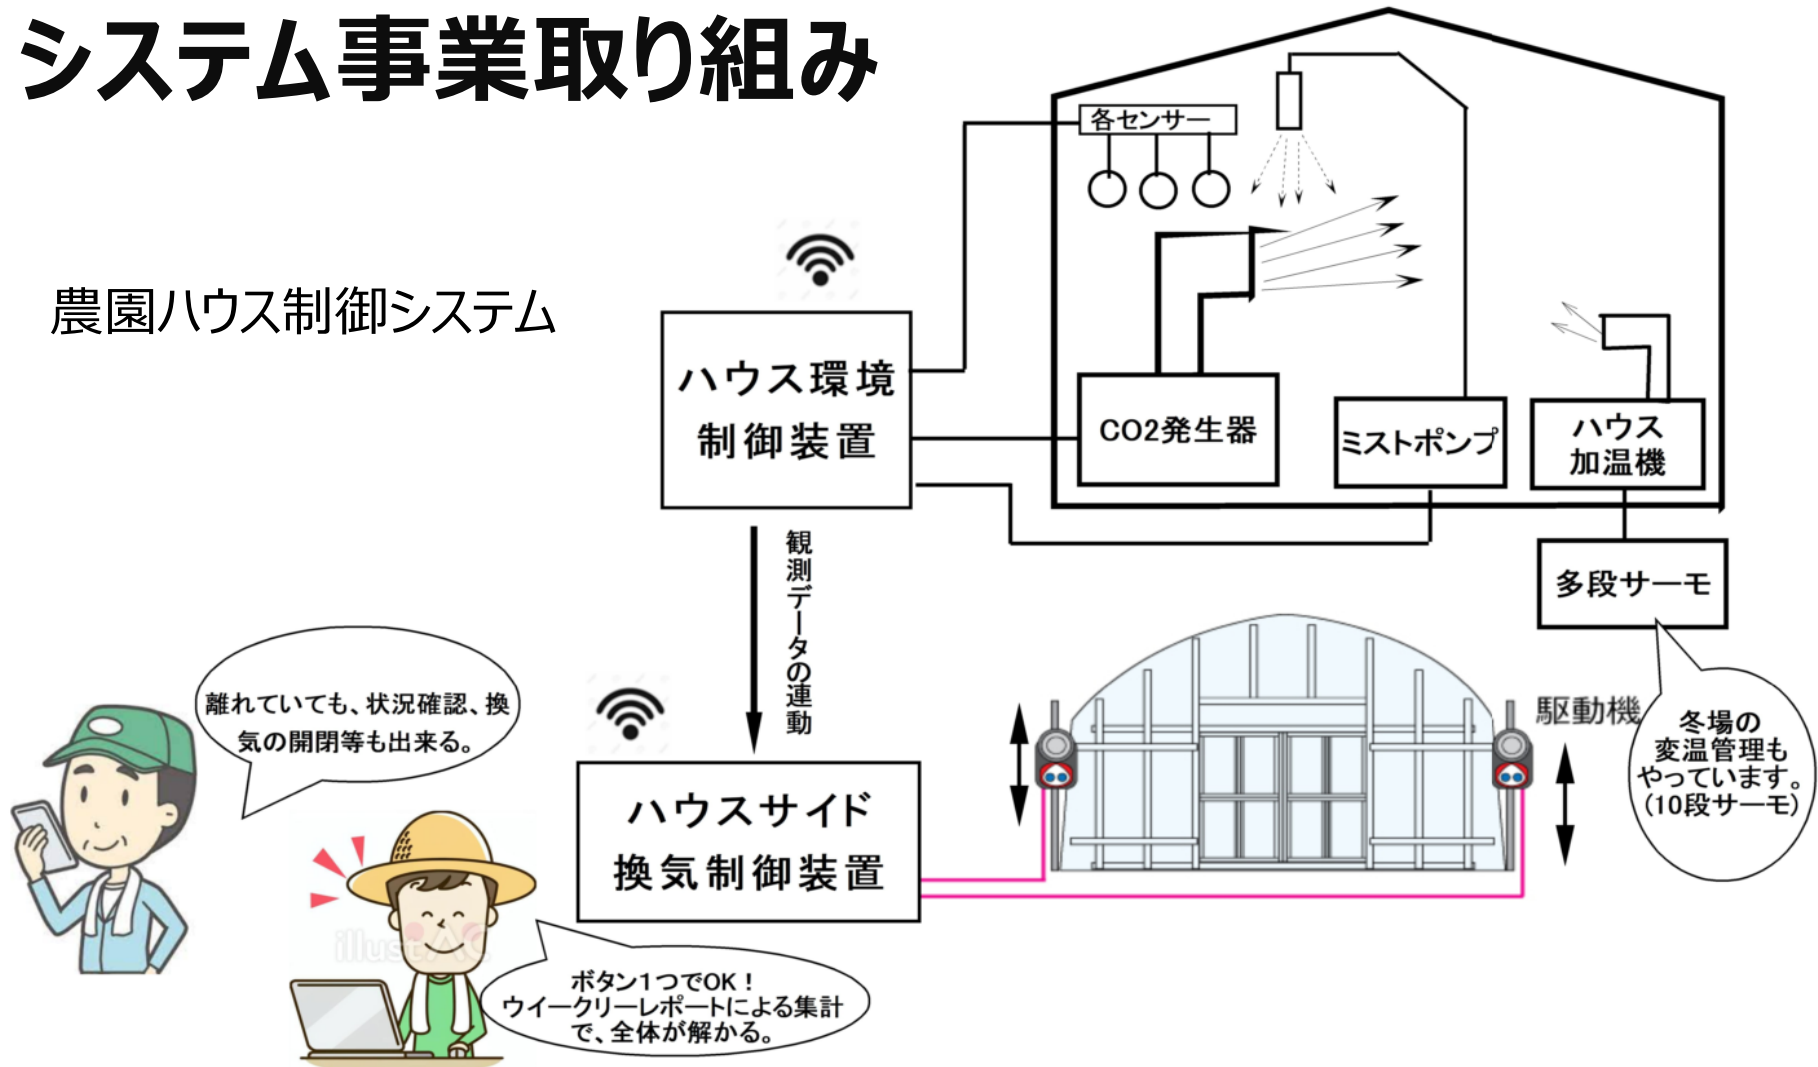 システム事業取り組み
農園ハウス制御システム
各センサー
ハウス環境
制御装置
CO2発生器
ミストポンプ
ハウス
加温機
多段サーモ
観測データの連動
離れていても、状況確認、換
気の開閉等も出来る。
ハウスサイド
換気制御装置
駆動機
冬場の
変温管理も
やっています。
(10段サーモ)
illustAC
ボタン1つでOK！
ウイークリーレポートによる集計
で、全体が解かる。